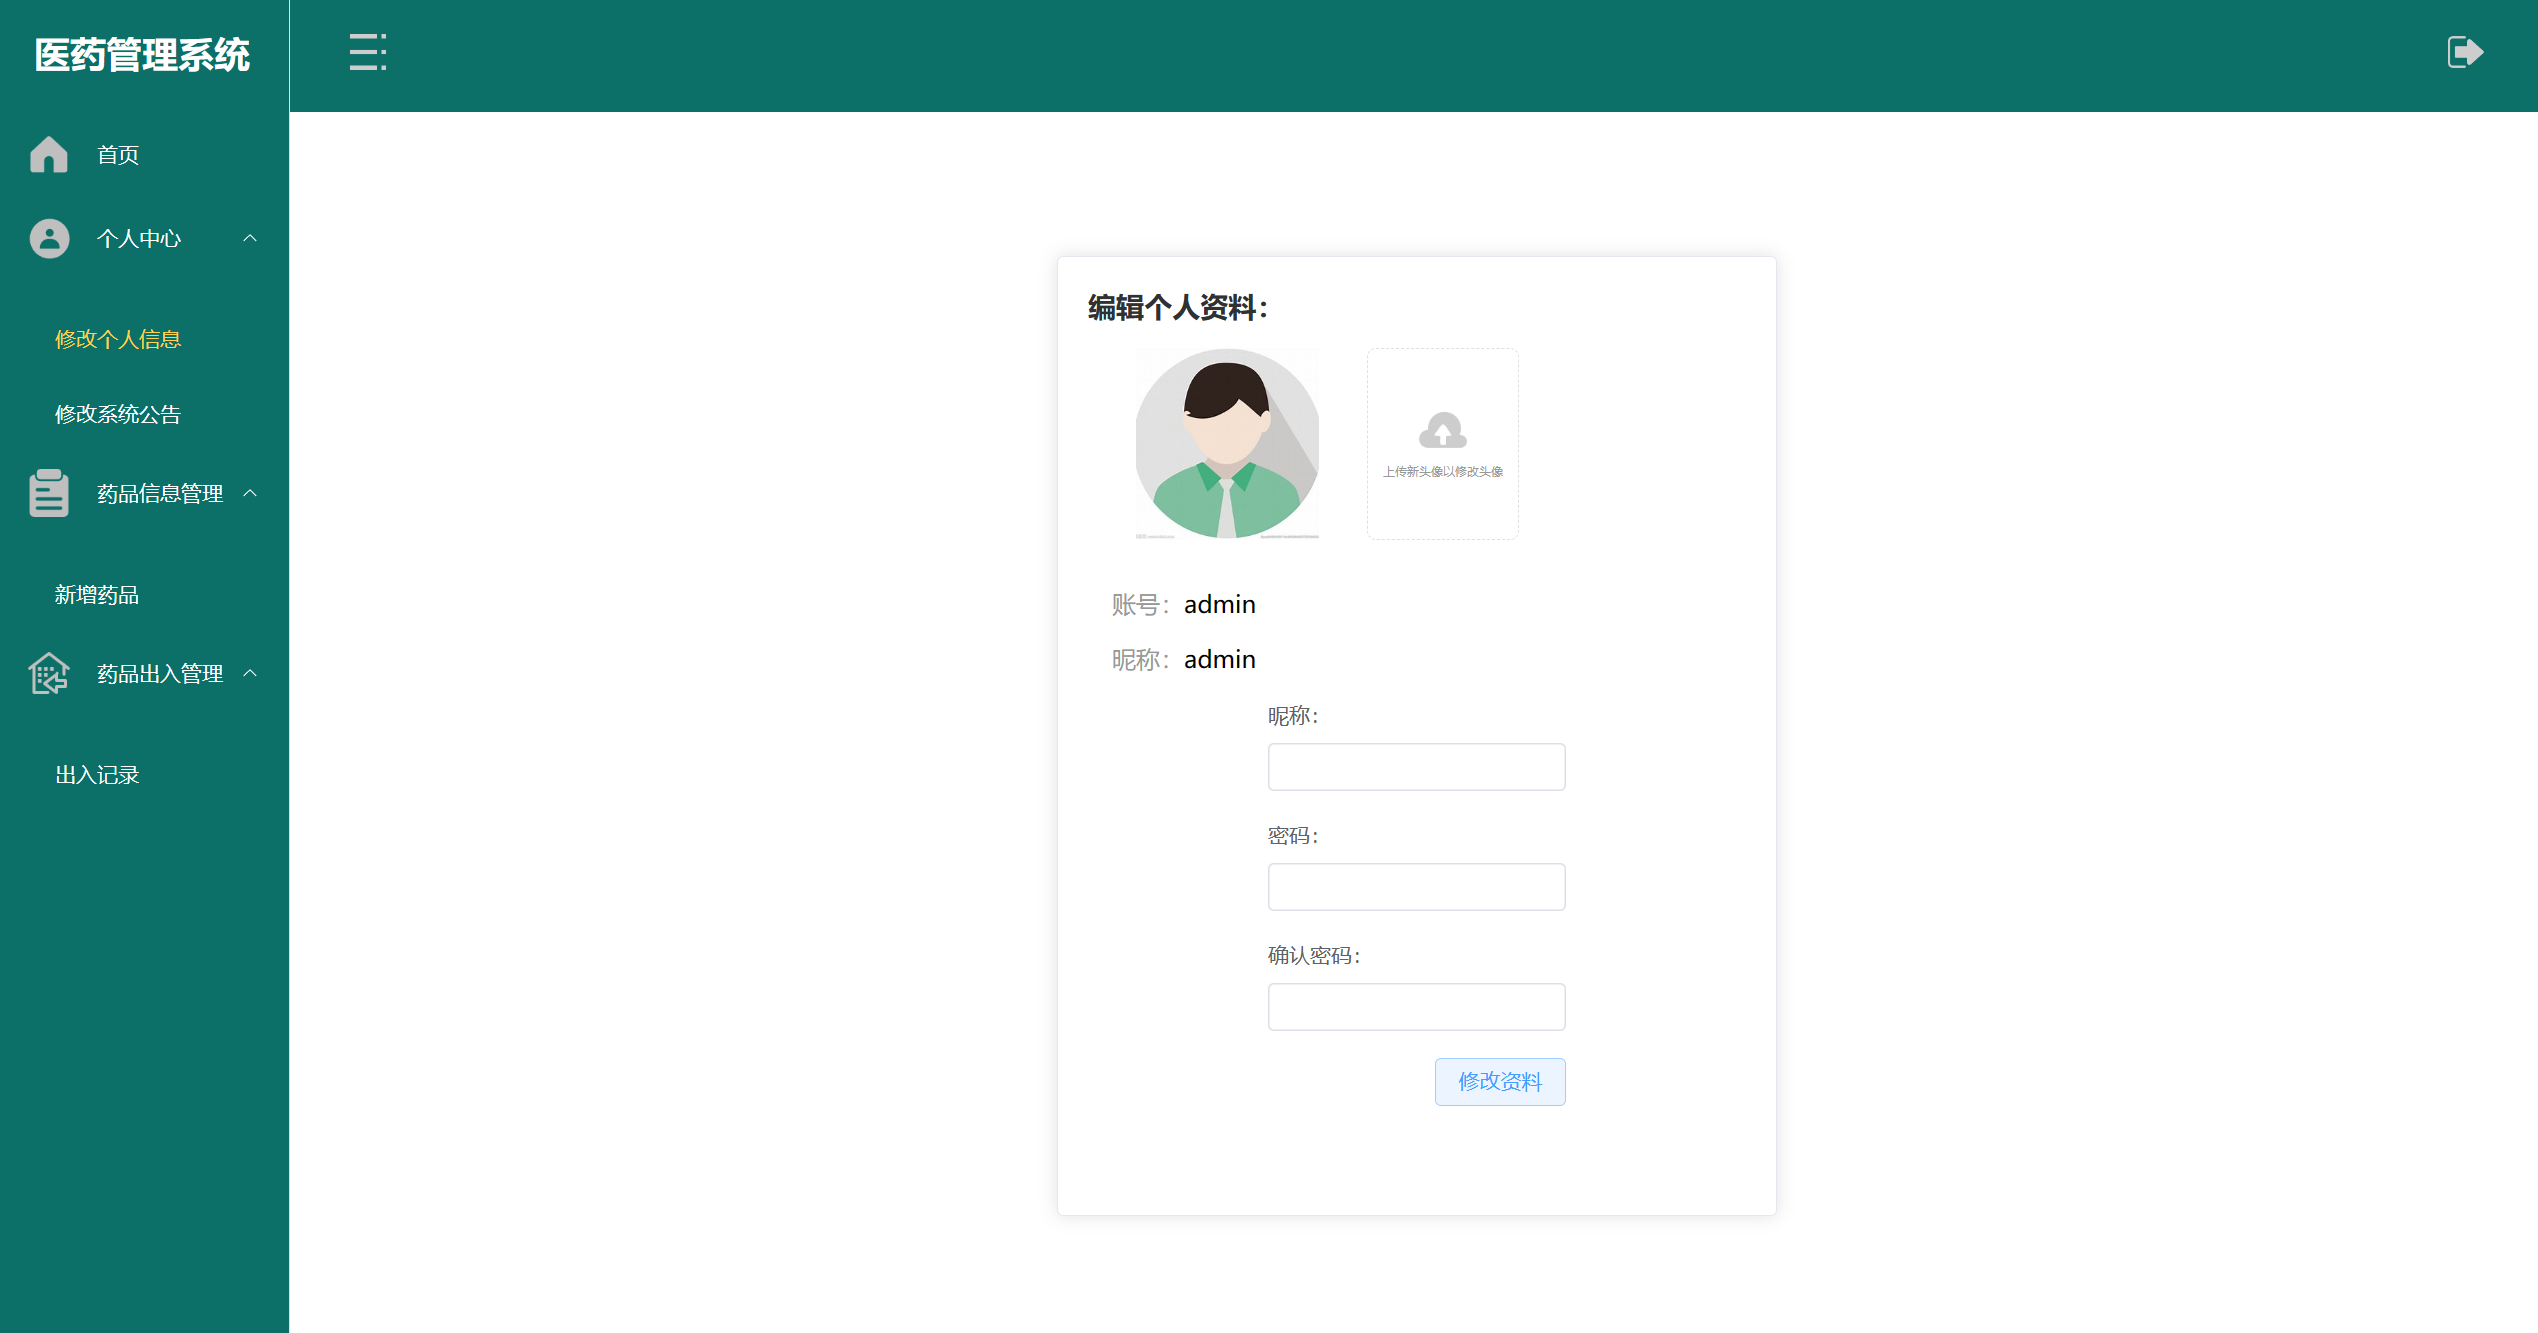 医药管理系统
首页
个人中心
修改个人信息
修改系统公告
药品信息管理
新增药品
药品出入管理
出入记录
编辑个人资料：
上传新头像以修改头像
账号：admin
昵称：admin
昵称：
密码：
确认密码：
修改资料